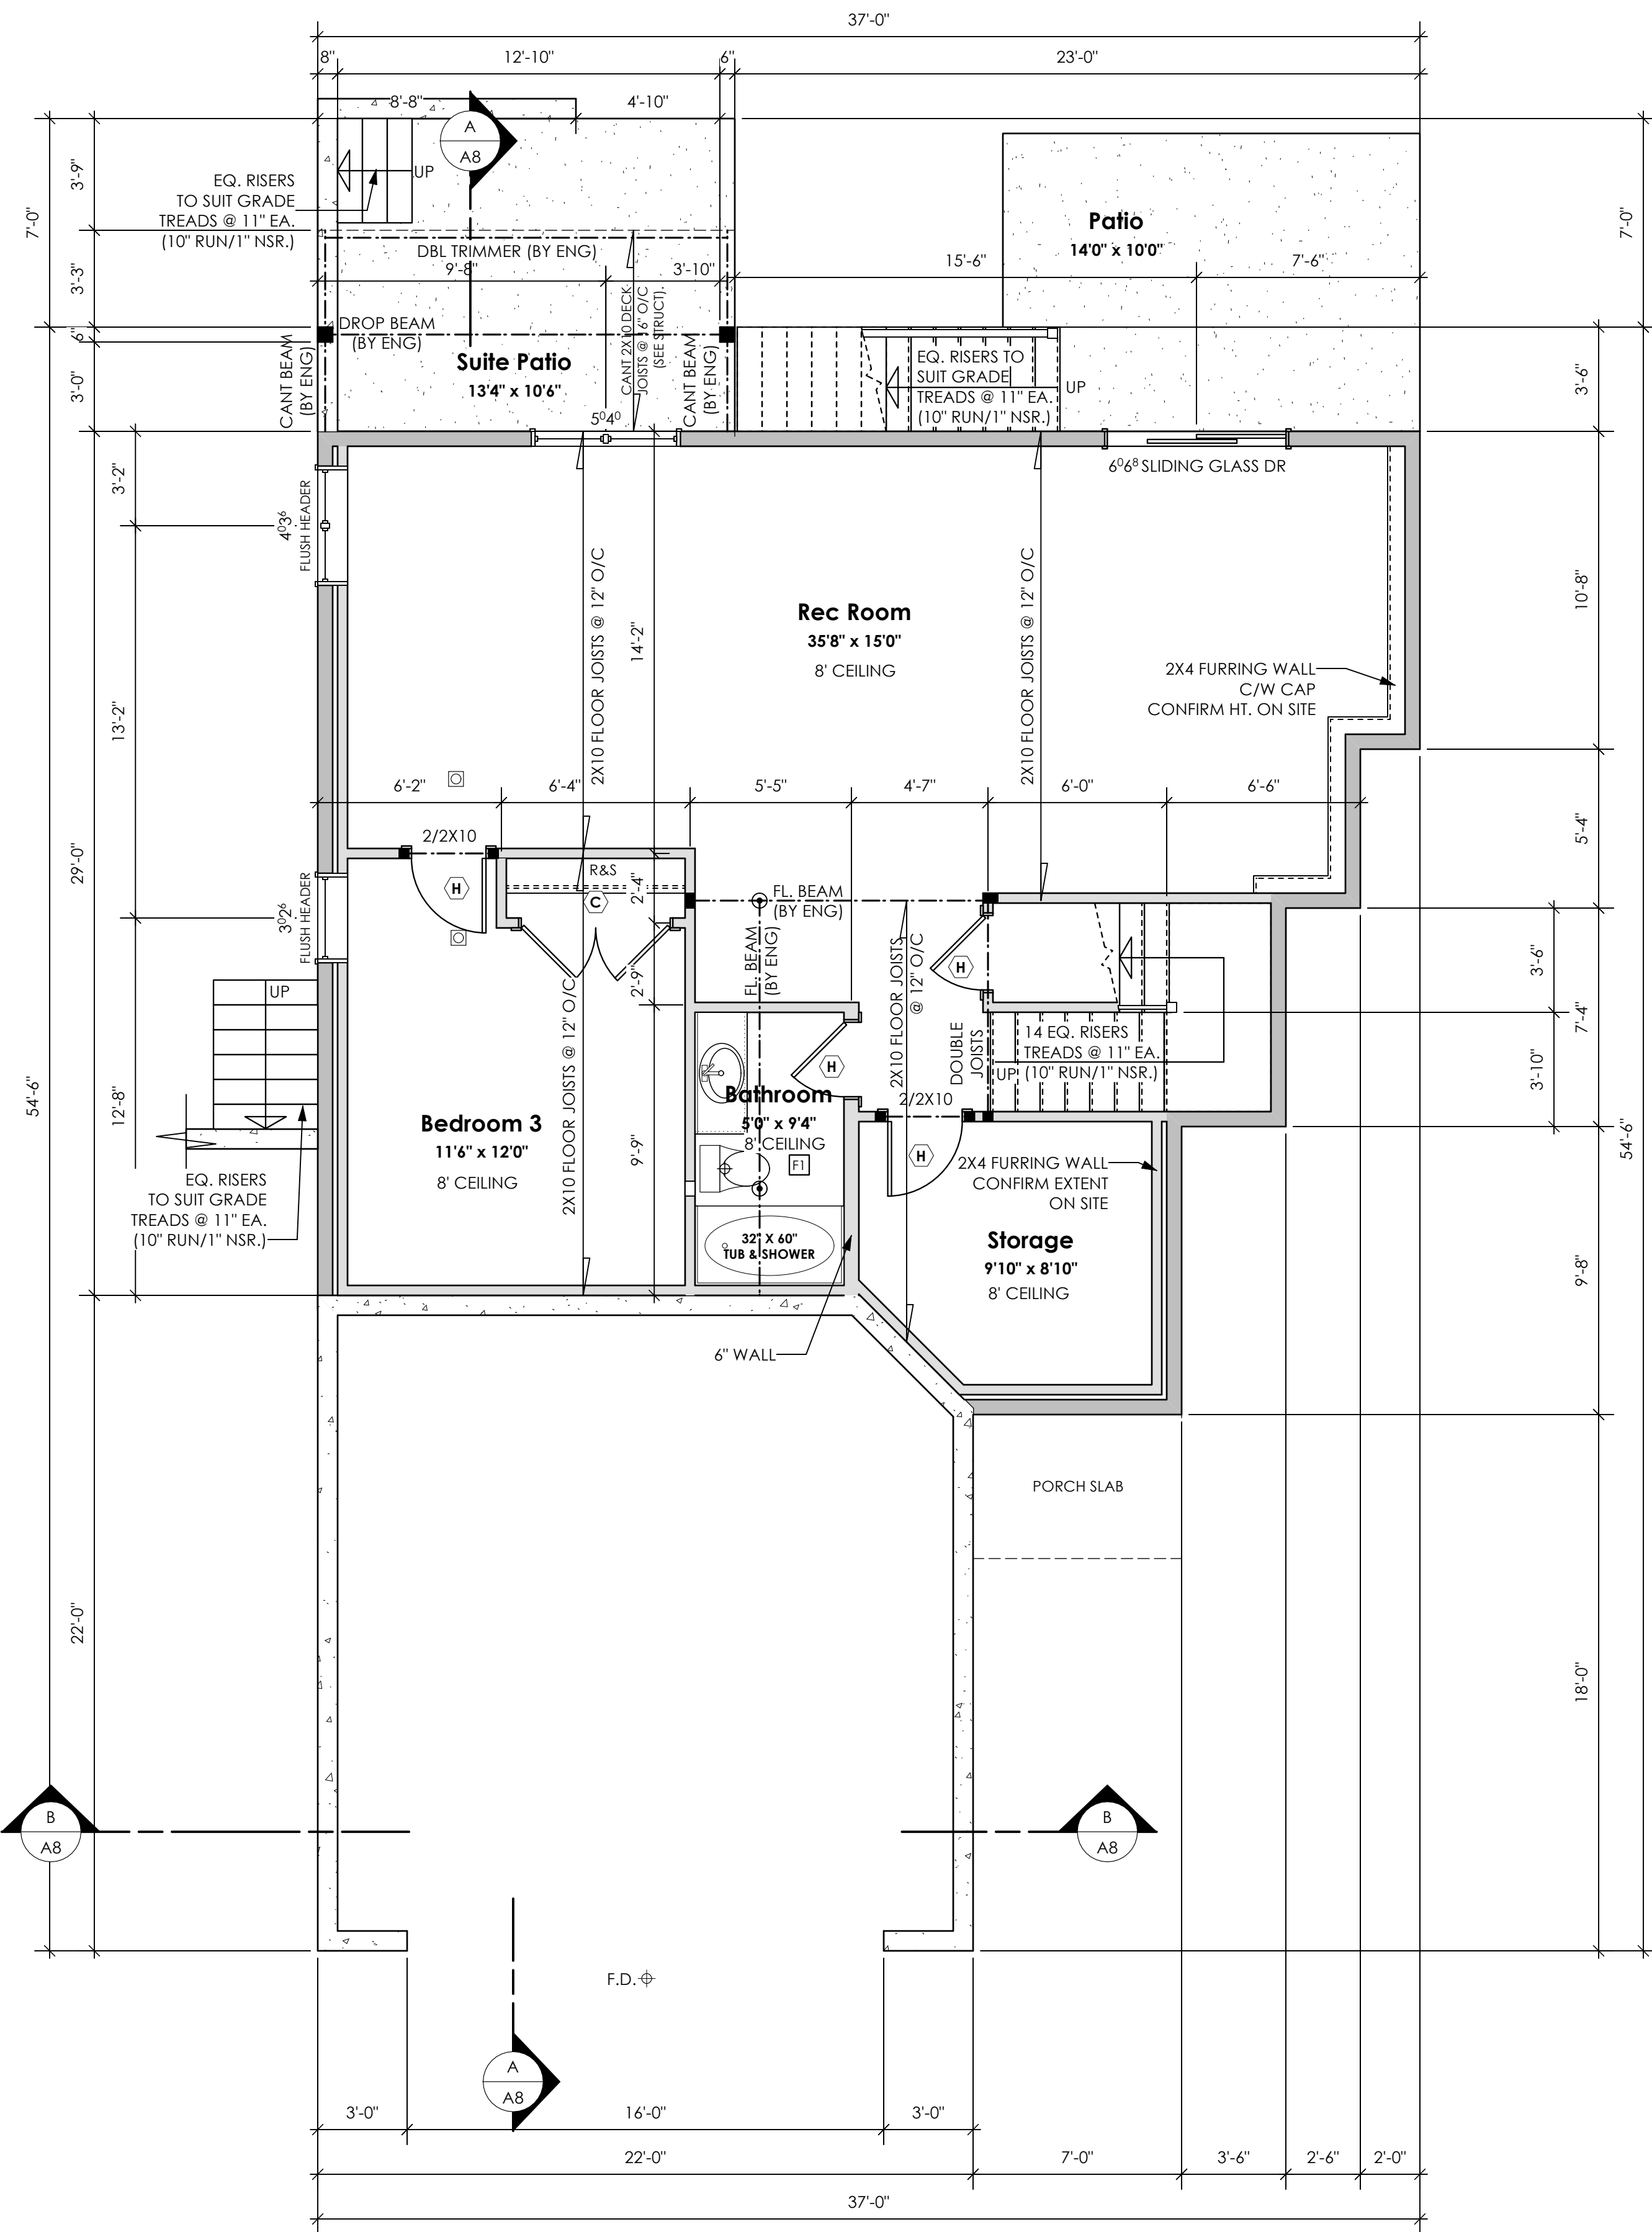 37'-0"
8"
12'-10"
6"
23'-0"
8'-8"
4'-10"
A
A8
UP
3'-9"
7'-0"
EQ. RISERS
TO SUIT GRADE
TREADS @ 11" EA.
(10" RUN/1" NSR.)
DBL TRIMMER (BY ENG)
9'-8"
3'-10"
Patio
14'0" x 10'0"
15'-6"
7'-6"
7'-0"
3'-3"
6"
3'-0"
CANT 2X10 DECK
JOISTS @ 16" O/C
(SEE STRUCT).
DROP BEAM
(BY ENG)
CANT BEAM
(BY ENG)
CANT BEAM
(BY ENG)
Suite Patio
13'4" x 10'6"
EQ. RISERS TO
SUIT GRADE
TREADS @ 11" EA.
(10" RUN/1" NSR.)
UP
3'-6"
5⁰4⁰
6⁰6⁸ SLIDING GLASS DR
3'-2"
4⁰3⁶
FLUSH HEADER
2X10 FLOOR JOISTS @ 12" O/C
14'-2"
2X10 FLOOR JOISTS @ 12" O/C
10'-8"
Rec Room
35'8" x 15'0"
8' CEILING
2X4 FURRING WALL
C/W CAP
CONFIRM HT. ON SITE
13'-2"
6'-2"
6'-4"
5'-5"
4'-7"
6'-0"
6'-6"
5'-4"
2/2X10
29'-0"
H
R&S
C
2'-4"
FL. BEAM
(BY ENG)
3⁰2⁶
FLUSH HEADER
FL. BEAM
(BY ENG)
2X10 FLOOR JOISTS
@ 12" O/C
H
3'-6"
2'-9"
UP
7'-4"
DOUBLE
JOISTS
14 EQ. RISERS
TREADS @ 11" EA.
UP (10" RUN/1" NSR.)
H
3'-10"
54'-6"
12'-8"
Bathroom
5'0" x 9'4"
8' CEILING
F1
2/2X10
Bedroom 3
11'6" x 12'0"
8' CEILING
2X10 FLOOR JOISTS @ 12" O/C
9'-9"
H
2X4 FURRING WALL
CONFIRM EXTENT
ON SITE
54'-6"
EQ. RISERS
TO SUIT GRADE
TREADS @ 11" EA.
(10" RUN/1" NSR.)
32" X 60"
TUB & SHOWER
Storage
9'10" x 8'10"
8' CEILING
9'-8"
6" WALL
PORCH SLAB
22'-0"
18'-0"
B
A8
B
A8
F.D.
A
A8
3'-0"
16'-0"
3'-0"
22'-0"
7'-0"
3'-6"
2'-6"
2'-0"
37'-0"